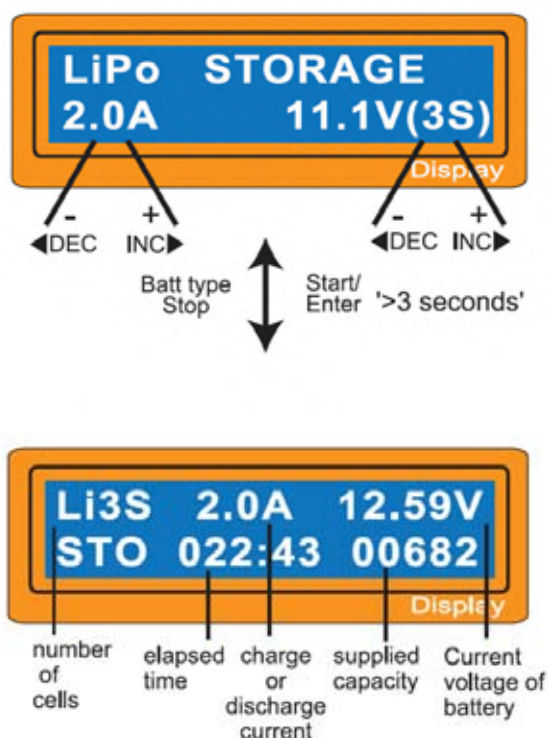 LiPo STORAGE
2.0A 11.1V(3S)
Display
- + - +
◀DEC INC▶ ◀DEC INC▶
Batt type Start/
Stop Enter '>3 seconds'
Li3S 2.0A 12.59V
STO 022:43 00682
Display
number
of
cells
elapsed
time
charge
or
discharge
current
supplied
capacity
Current
voltage of
battery